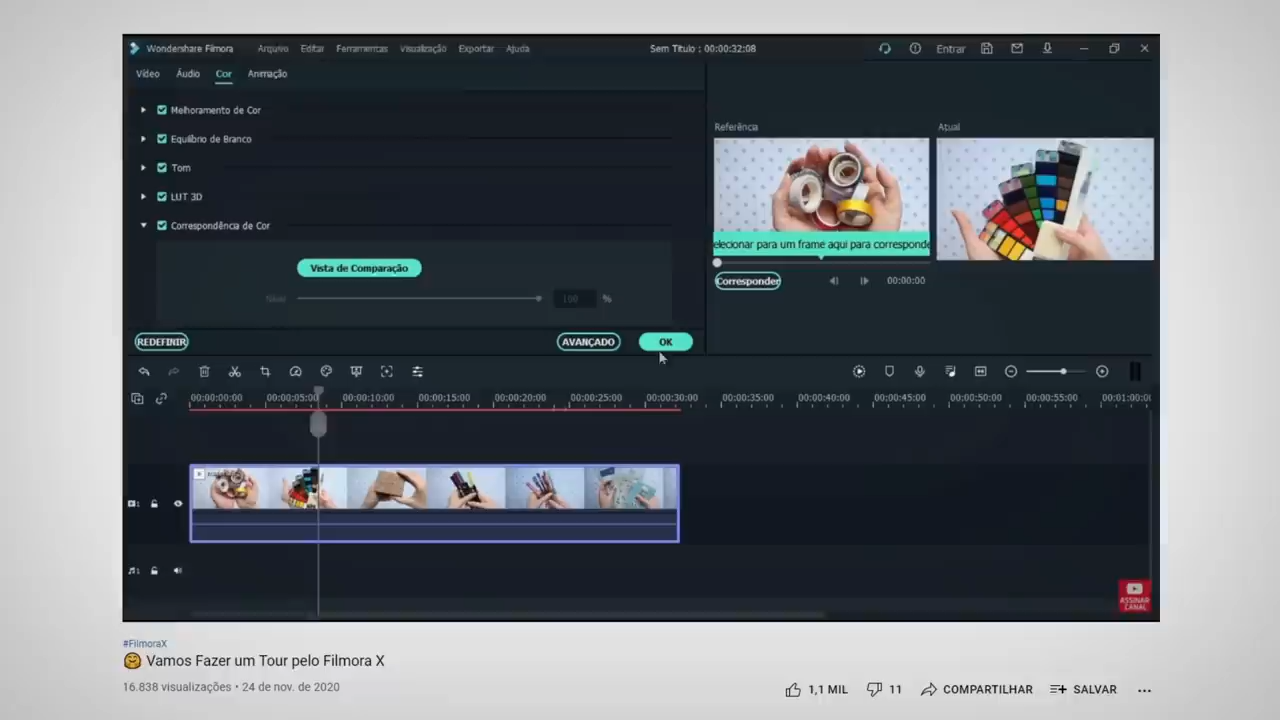 Wondershare Filmora Arquivo Editar Ferramentas Visualização Exportar Ajuda Sem Título : 00:00:32:08 Entrar
Vídeo Áudio Cor Animação
Melhoramento de Cor
Equilíbrio de Branco
Tom
LUT 3D
Correspondência de Cor
Vista de Comparação
Nível 100 %
REDEFINIR AVANÇADO OK
Referência Atual
elecionar para um frame aqui para corresponde
Corresponder 00:00:00
00:00:00:00 00:00:05:00 00:00:10:00 00:00:15:00 00:00:20:00 00:00:25:00 00:00:30:00 00:00:35:00 00:00:40:00 00:00:45:00 00:00:50:00 00:00:55:00 00:01:00:0
1
1
ASSINAR
CANAL
#FilmoraX
🤗 Vamos Fazer um Tour pelo Filmora X
16.838 visualizações • 24 de nov. de 2020
1,1 MIL 11 COMPARTILHAR SALVAR